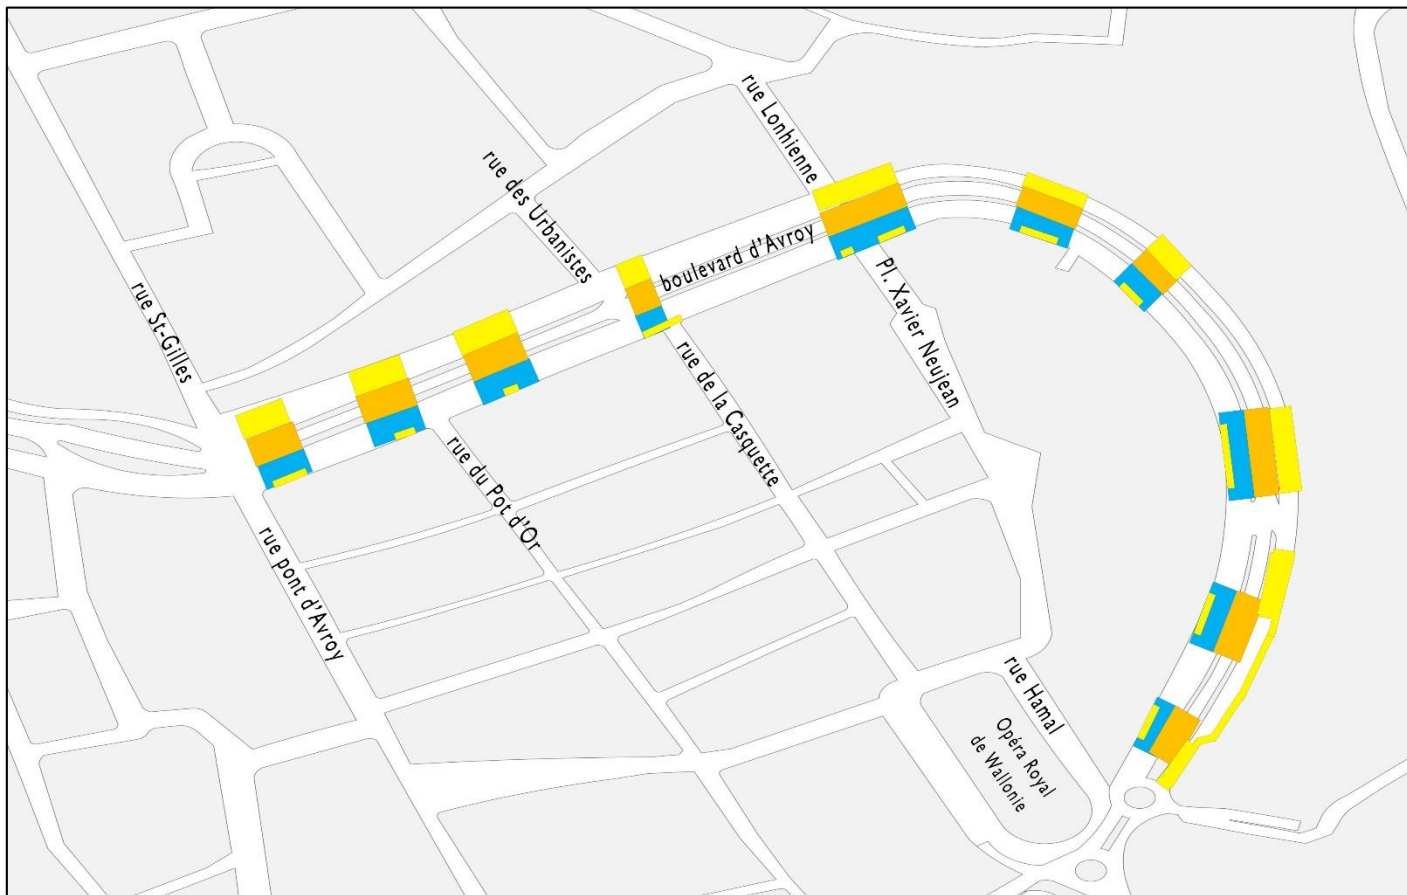 rue Lonhienne
rue des Urbanistes
boulevard d'Avroy
rue St-Gilles
Pl. Xavier Neujean
rue de la Casquette
rue du Pot d'Or
rue pont d'Avroy
rue Hamal
Opéra Royal
de Wallonie